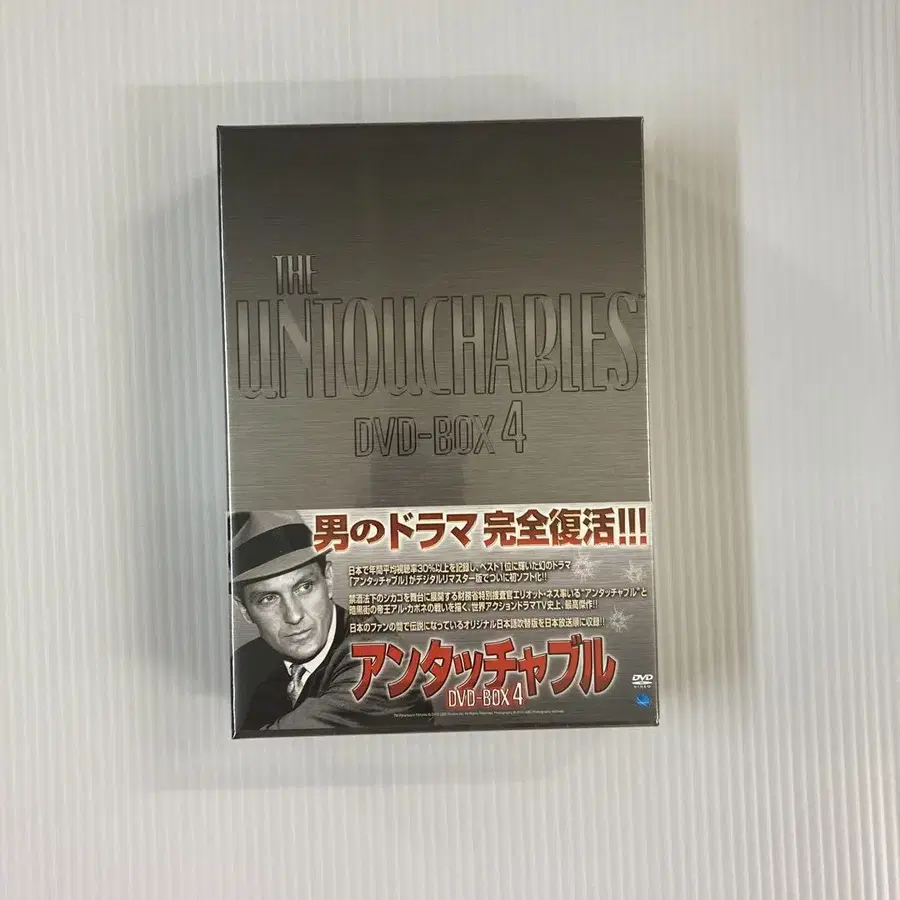 THE
UNTOUCHABLES
DVD-BOX 4
男のドラマ 完全復活!!!
日本で年間平均視聴率30%以上を記録し、ベスト1位に輝いた幻のドラマ
「アンタッチャブル」がデジタルリマスター版でついに初ソフト化!!
禁酒法下のシカゴを舞台に展開する財務省特別捜査官エリオット・ネス率いる"アンタッチャブル"と
暗黒街の帝王アル・カポネの戦いを描く、世界アクションドラマTV史上、最高傑作!!
日本のファンの間で伝説になっているオリジナル日本語吹替版を日本放送順に収録!!
アンタッチャブル
DVD-BOX 4
DVD
VIDEO